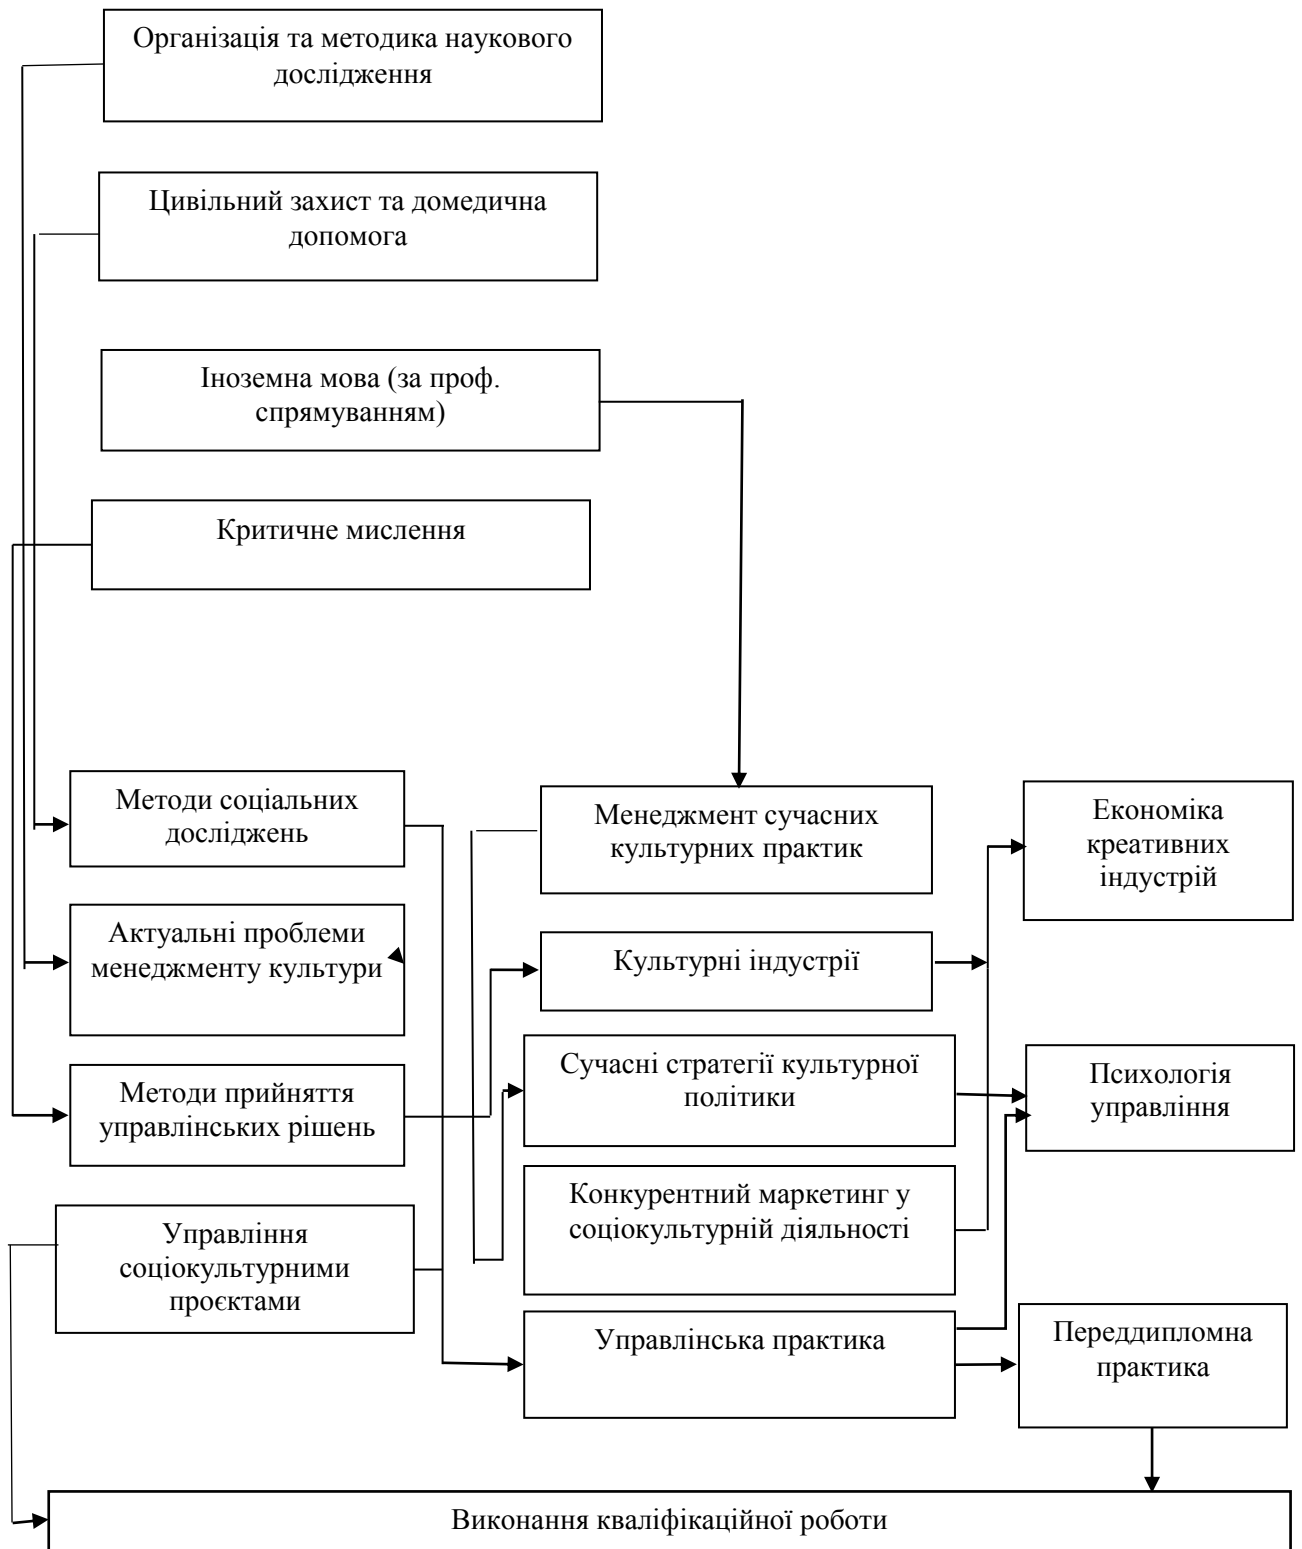 Організація та методика наукового
дослідження
Цивільний захист та домедична
допомога
Іноземна мова (за проф.
спрямуванням)
Критичне мислення
Методи соціальних
досліджень
Менеджмент сучасних
культурних практик
Економіка
креативних
індустрій
Актуальні проблеми
менеджменту культури
Культурні індустрії
Методи прийняття
управлінських рішень
Сучасні стратегії культурної
політики
Психологія
управління
Конкурентний маркетинг у
соціокультурній діяльності
Управління
соціокультурними
проєктами
Управлінська практика
Переддипломна
практика
Виконання кваліфікаційної роботи